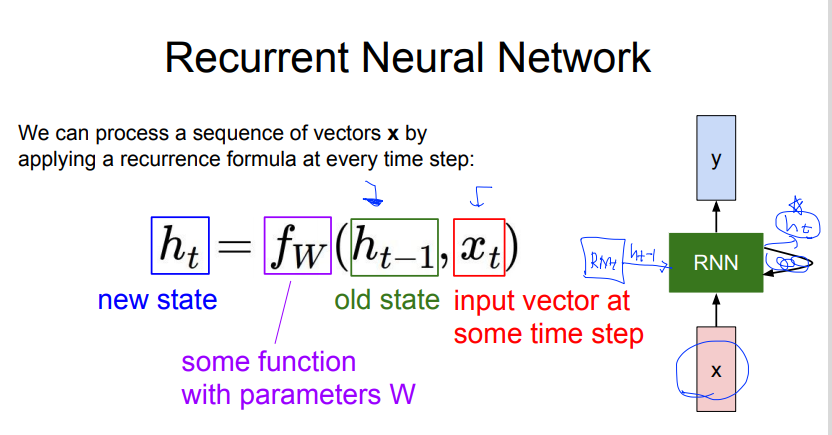 Recurrent Neural Network
We can process a sequence of vectors x by
applying a recurrence formula at every time step:
h_t = f_W(h_{t-1}, x_t)
new state
old state
input vector at
some time step
some function
with parameters W
y
h_t
RNN
h_{t-1}
RNN
x